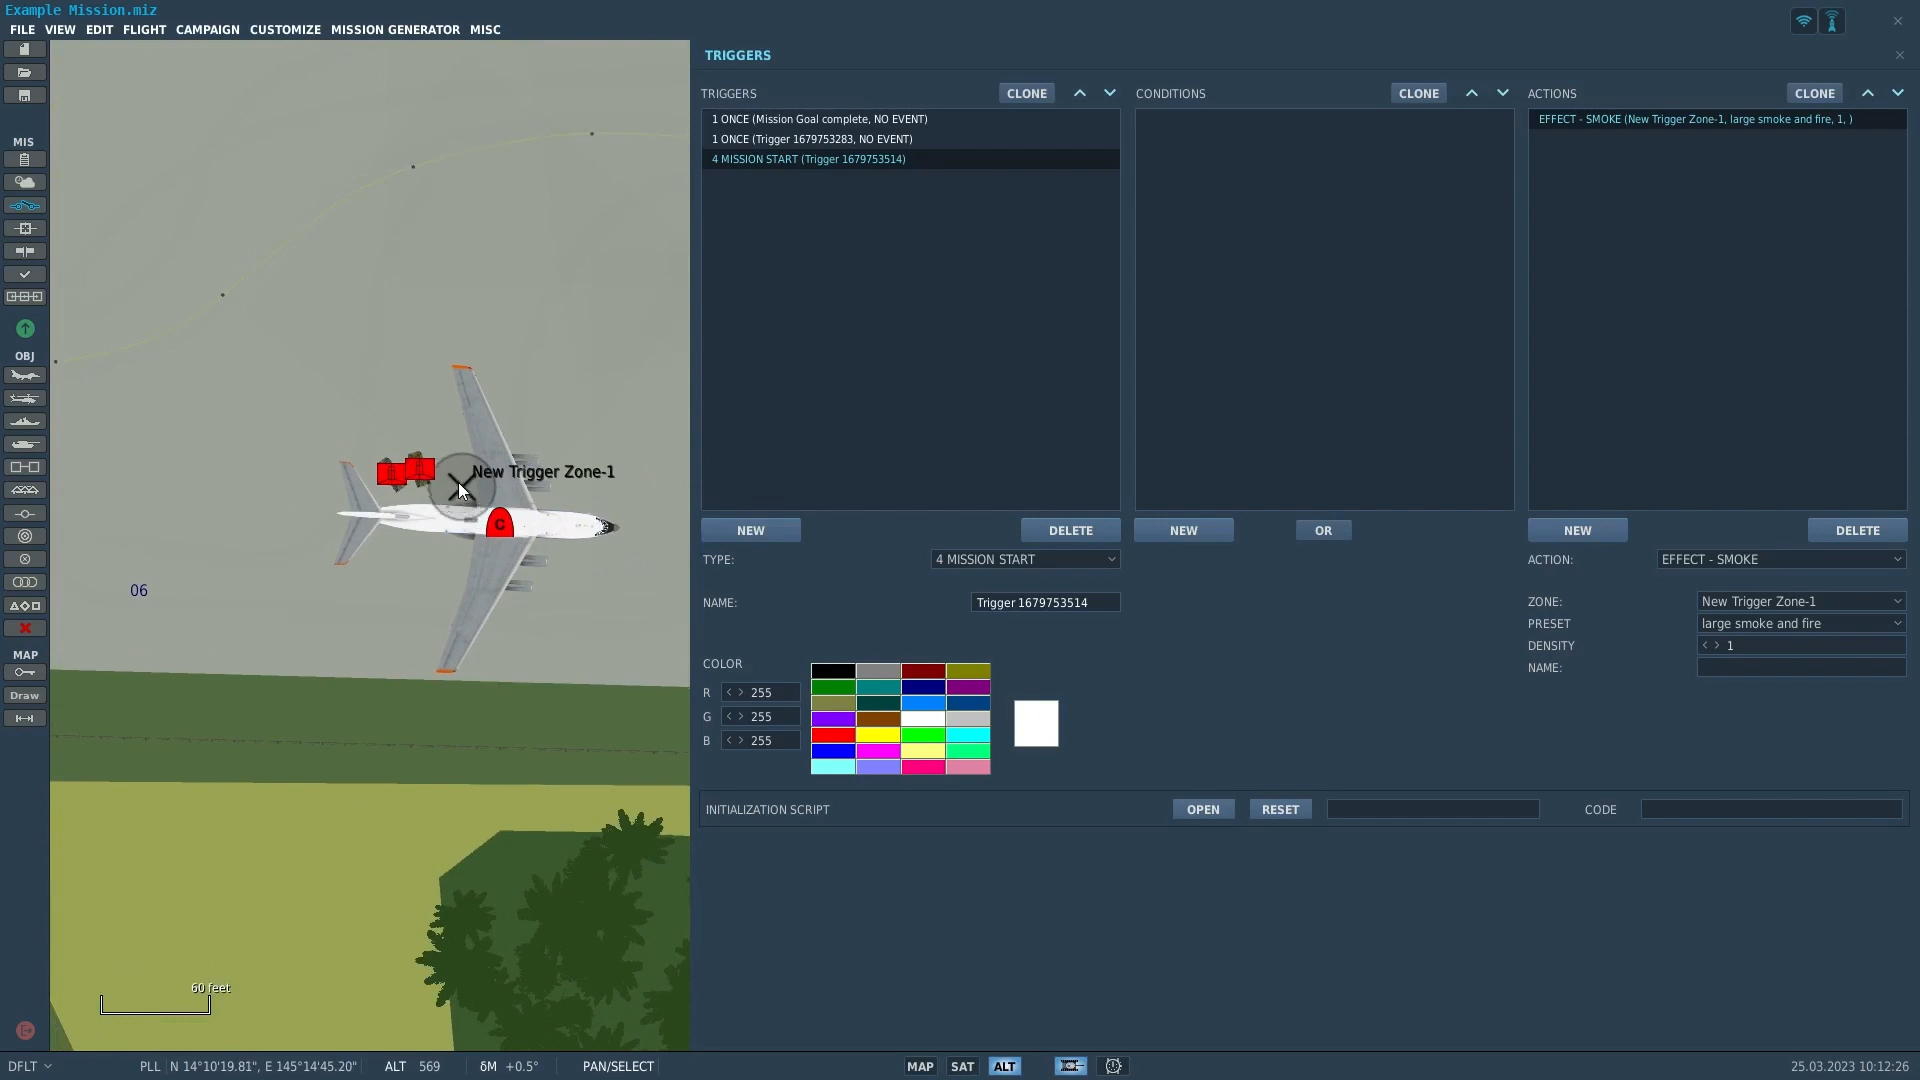 Example Mission.miz
FILE VIEW EDIT FLIGHT CAMPAIGN CUSTOMIZE MISSION GENERATOR MISC
TRIGGERS
TRIGGERS CLONE
CONDITIONS CLONE
ACTIONS CLONE
1 ONCE (Mission Goal complete, NO EVENT)
1 ONCE (Trigger 1679753283, NO EVENT)
4 MISSION START (Trigger 1679753514)
EFFECT - SMOKE (New Trigger Zone-1, large smoke and fire, 1, )
MIS
OBJ
MAP
Draw
New Trigger Zone-1
C
06
60 feet
NEW DELETE
NEW OR
NEW DELETE
TYPE: 4 MISSION START
NAME: Trigger 1679753514
COLOR
R < > 255
G < > 255
B < > 255
ACTION: EFFECT - SMOKE
ZONE: New Trigger Zone-1
PRESET large smoke and fire
DENSITY < > 1
NAME:
INITIALIZATION SCRIPT OPEN RESET CODE
DFLT PLL N 14°10'19.81", E 145°14'45.20" ALT 569 δM +0.5° PAN/SELECT MAP SAT ALT 25.03.2023 10:12:26